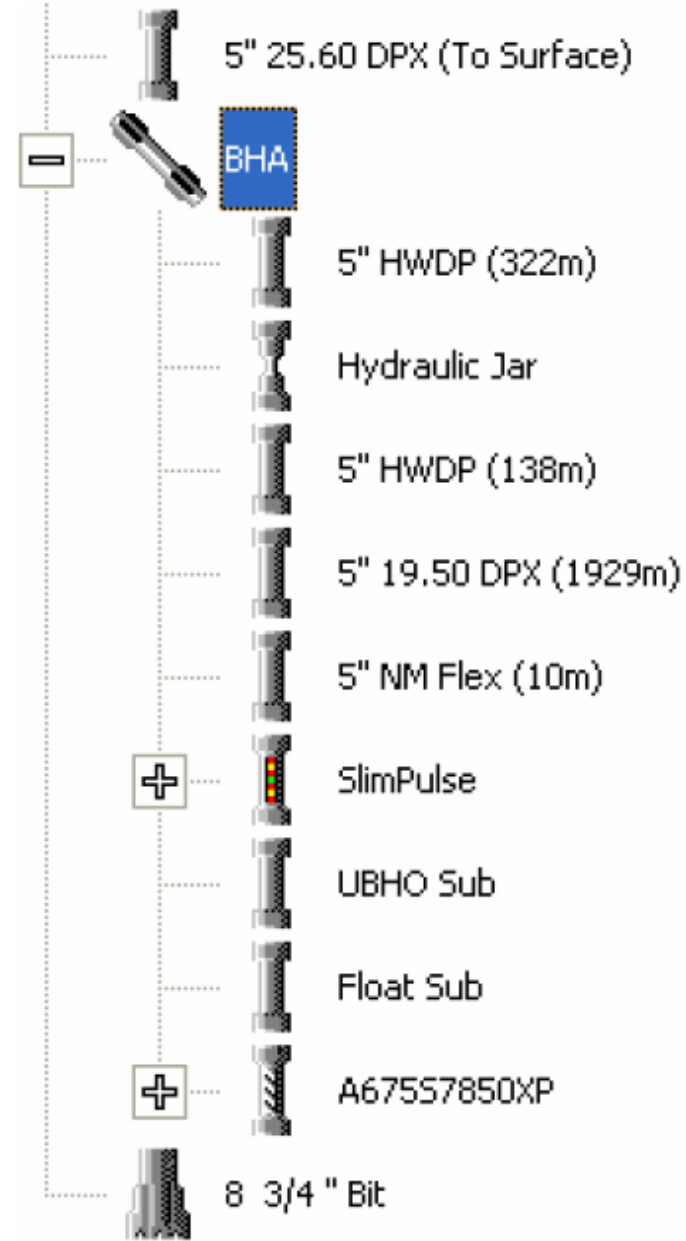 5" 25.60 DPX (To Surface)
BHA
5" HWDP (322m)
Hydraulic Jar
5" HWDP (138m)
5" 19.50 DPX (1929m)
5" NM Flex (10m)
SlimPulse
UBHO Sub
Float Sub
A675S7850XP
8 3/4 " Bit